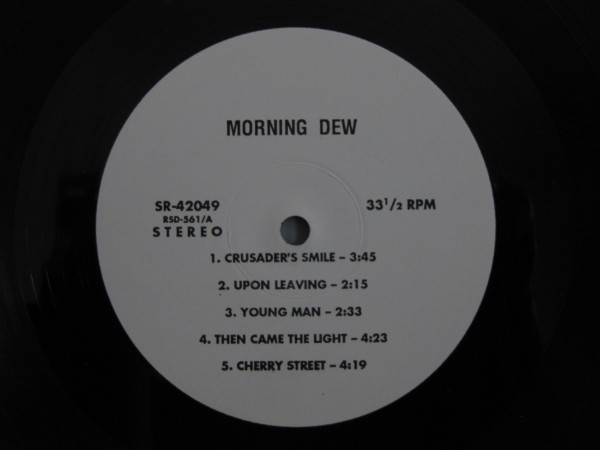 MORNING DEW
SR-42049
RSD-561/A
STEREO
33 1/2 RPM
1. CRUSADER'S SMILE – 3:45
2. UPON LEAVING – 2:15
3. YOUNG MAN – 2:33
4. THEN CAME THE LIGHT – 4:23
5. CHERRY STREET – 4:19